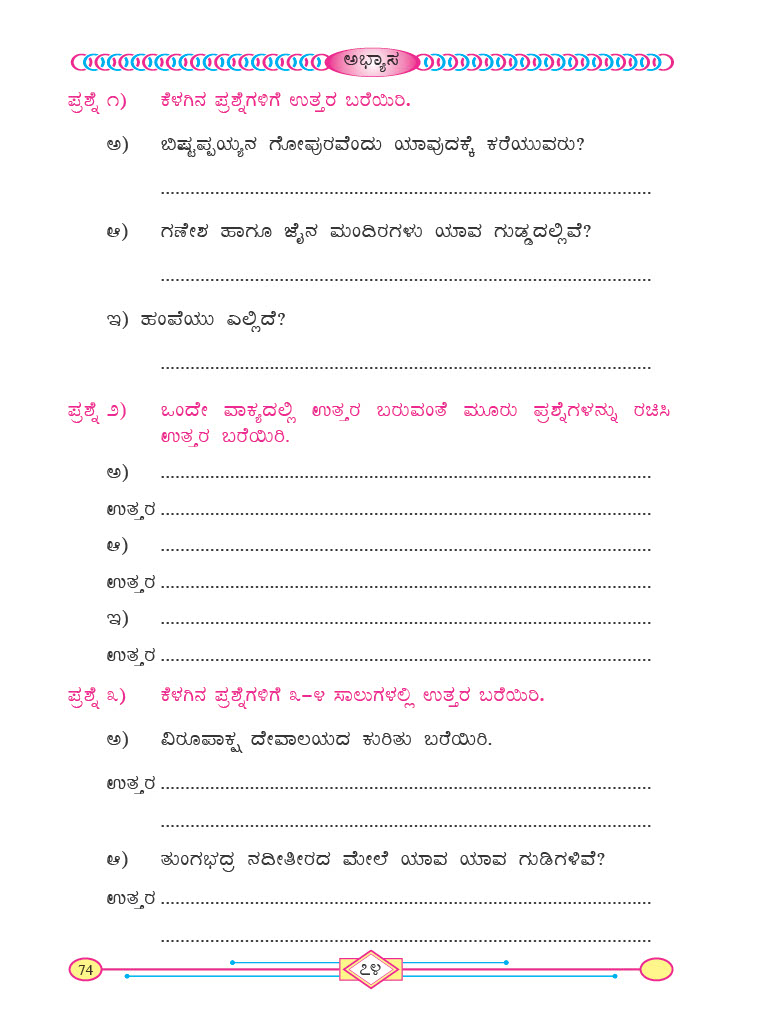 ಅಭ್ಯಾಸ
ಪ್ರಶ್ನೆ ೧) ಕೆಳಗಿನ ಪ್ರಶ್ನೆಗಳಿಗೆ ಉತ್ತರ ಬರೆಯಿರಿ.
ಅ) ಬಿಷ್ಟಪ್ಪಯ್ಯನ ಗೋಪುರವೆಂದು ಯಾವುದಕ್ಕೆ ಕರೆಯುವರು?
....................................................................................................
ಆ) ಗಣೇಶ ಹಾಗೂ ಜೈನ ಮಂದಿರಗಳು ಯಾವ ಗುಡ್ಡದಲ್ಲಿವೆ?
....................................................................................................
ಇ) ಹಂಪೆಯು ಎಲ್ಲಿದೆ?
....................................................................................................
ಪ್ರಶ್ನೆ ೨) ಒಂದೇ ವಾಕ್ಯದಲ್ಲಿ ಉತ್ತರ ಬರುವಂತೆ ಮೂರು ಪ್ರಶ್ನೆಗಳನ್ನು ರಚಿಸಿ
ಉತ್ತರ ಬರೆಯಿರಿ.
ಅ) ....................................................................................................
ಉತ್ತರ ....................................................................................................
ಆ) ....................................................................................................
ಉತ್ತರ ....................................................................................................
ಇ) ....................................................................................................
ಉತ್ತರ ....................................................................................................
ಪ್ರಶ್ನೆ ೩) ಕೆಳಗಿನ ಪ್ರಶ್ನೆಗಳಿಗೆ ೩-೪ ಸಾಲುಗಳಲ್ಲಿ ಉತ್ತರ ಬರೆಯಿರಿ.
ಅ) ವಿರೂಪಾಕ್ಷ ದೇವಾಲಯದ ಕುರಿತು ಬರೆಯಿರಿ.
ಉತ್ತರ ....................................................................................................
....................................................................................................
ಆ) ತುಂಗಭದ್ರ ನದೀತೀರದ ಮೇಲೆ ಯಾವ ಯಾವ ಗುಡಿಗಳಿವೆ?
ಉತ್ತರ ....................................................................................................
....................................................................................................
74 ೭೪